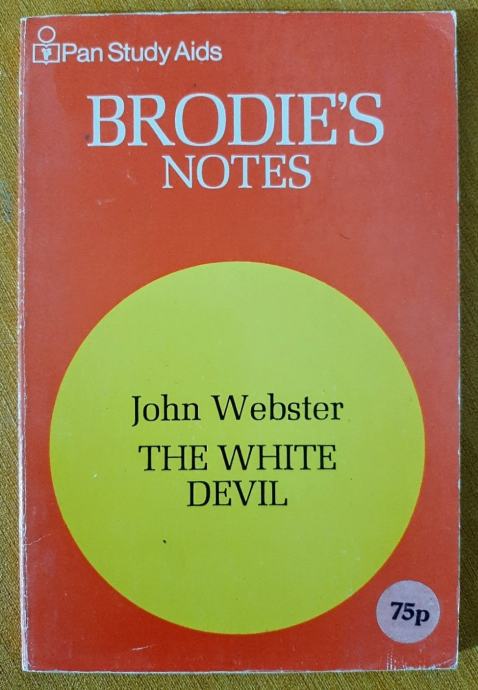 Pan Study Aids
BRODIE'S
NOTES
John Webster
THE WHITE
DEVIL
75p